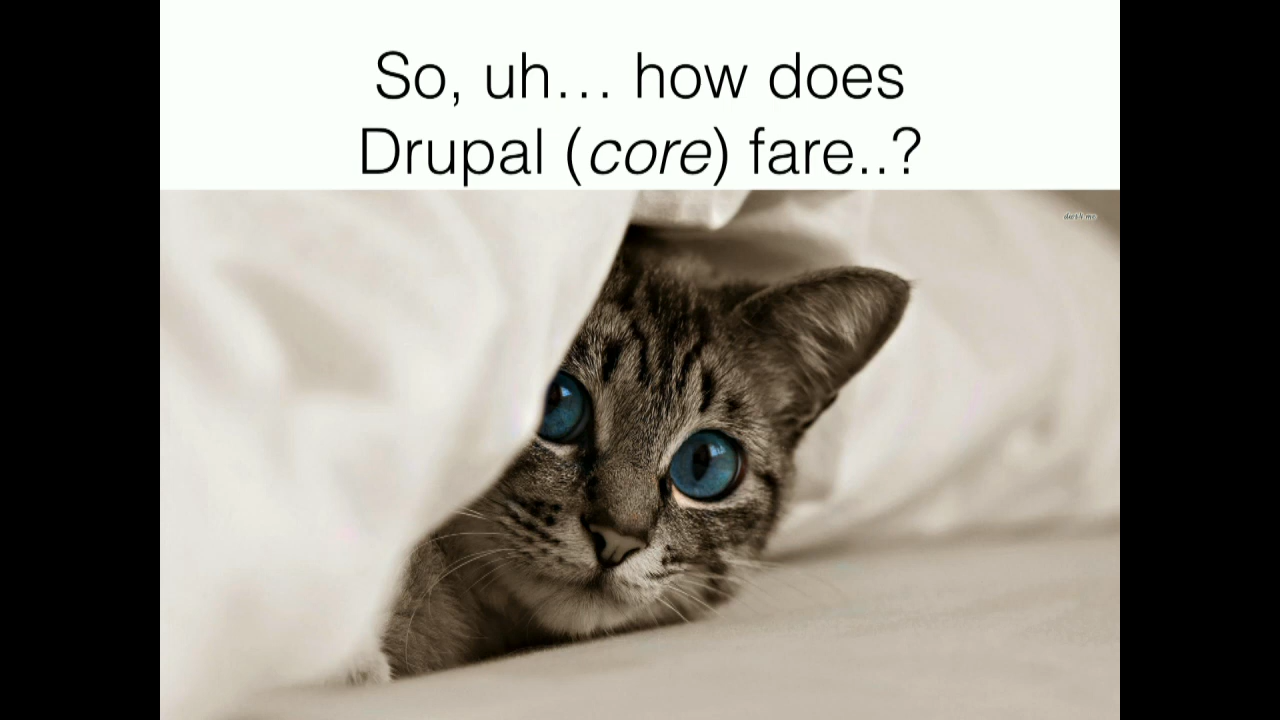 So, uh… how does
Drupal (core) fare..?